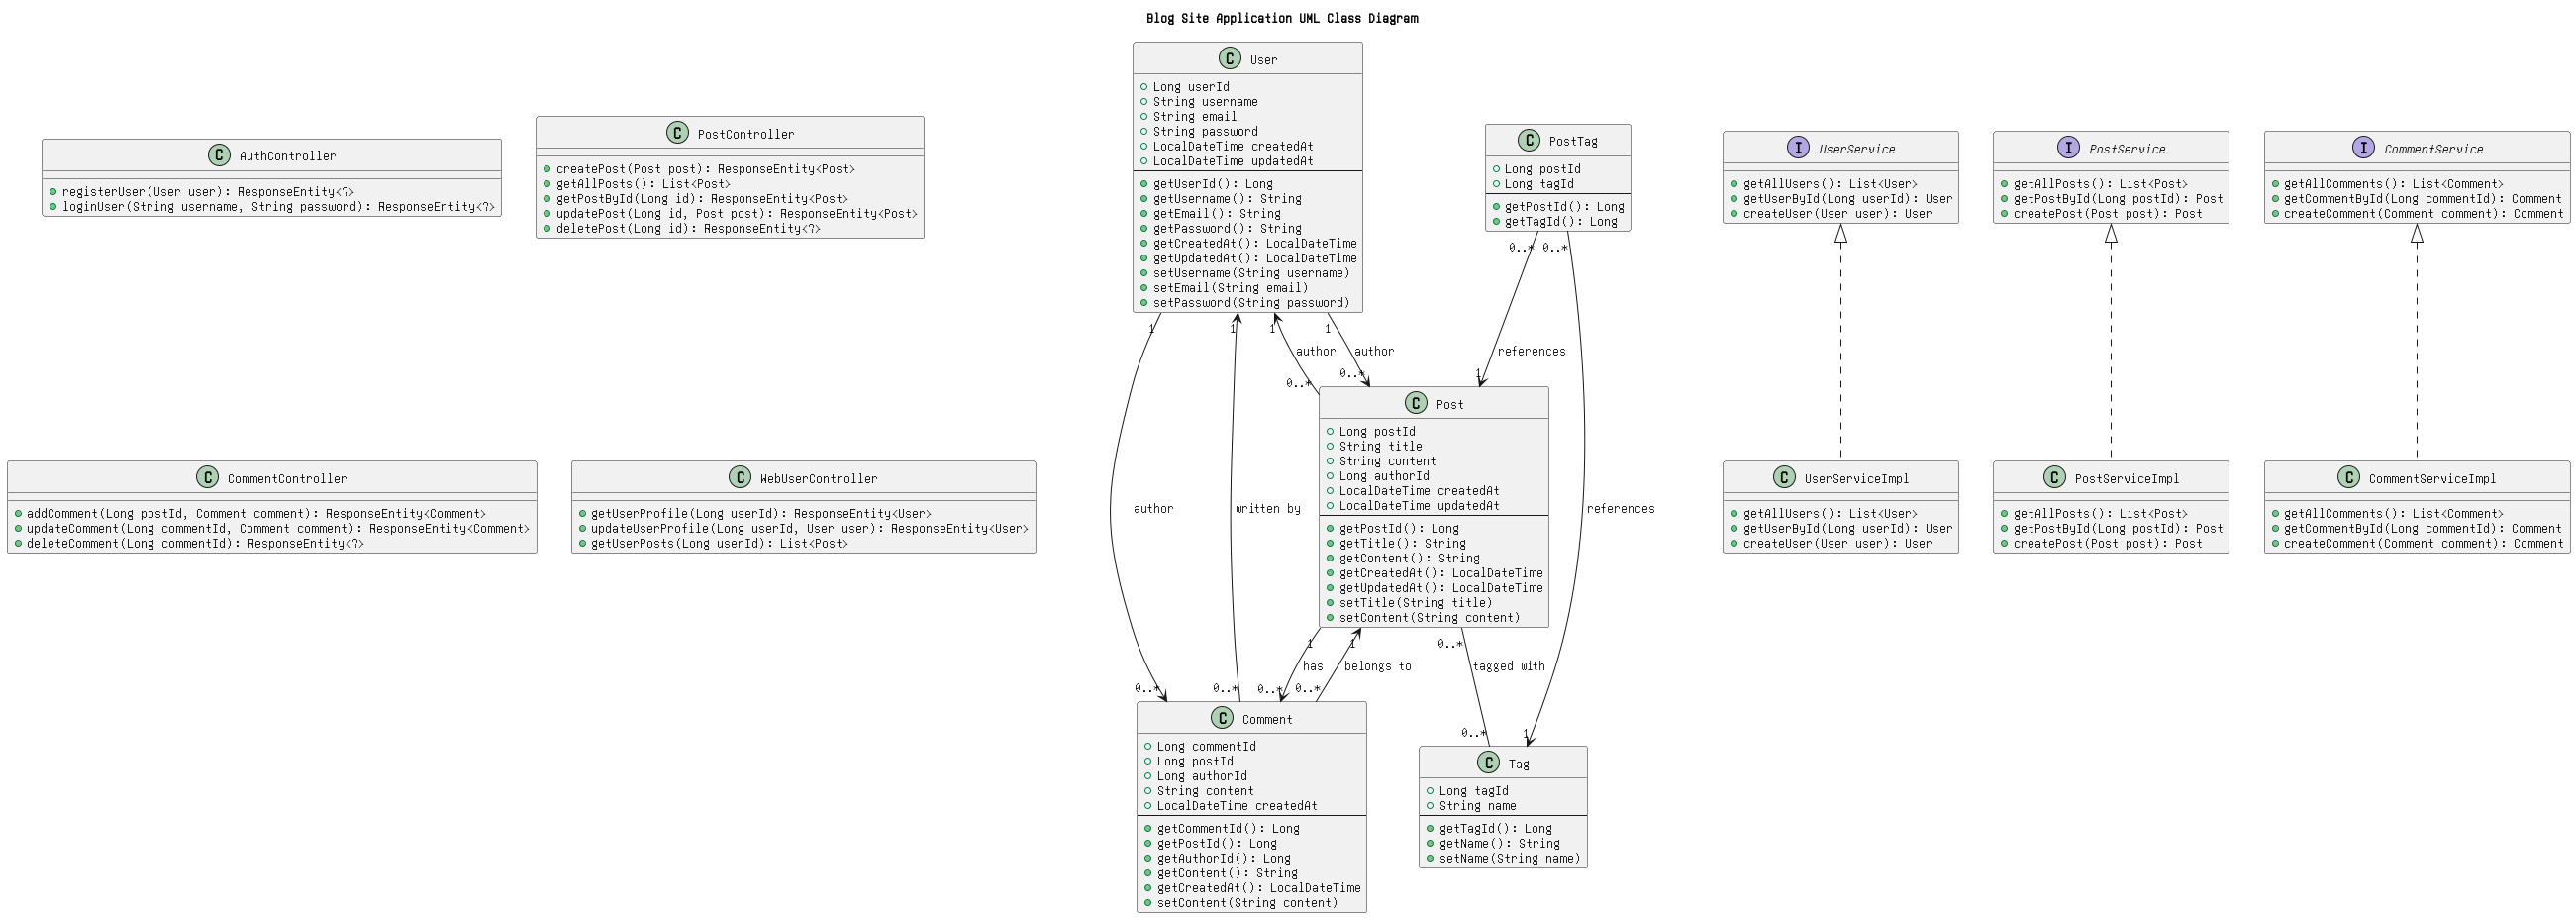 Blog Site Application UML Class Diagram
C User
Long userId
String username
String email
String password
LocalDateTime createdAt
LocalDateTime updatedAt
getUserId(): Long
getUsername(): String
getEmail(): String
getPassword(): String
getCreatedAt(): LocalDateTime
getUpdatedAt(): LocalDateTime
setUsername(String username)
setEmail(String email)
setPassword(String password)
C AuthController
registerUser(User user): ResponseEntity<?>
loginUser(String username, String password): ResponseEntity<?>
C PostController
createPost(Post post): ResponseEntity<Post>
getAllPosts(): List<Post>
getPostById(Long id): ResponseEntity<Post>
updatePost(Long id, Post post): ResponseEntity<Post>
deletePost(Long id): ResponseEntity<?>
C PostTag
Long postId
Long tagId
getPostId(): Long
getTagId(): Long
I UserService
getAllUsers(): List<User>
getUserById(Long userId): User
createUser(User user): User
I PostService
getAllPosts(): List<Post>
getPostById(Long postId): Post
createPost(Post post): Post
I CommentService
getAllComments(): List<Comment>
getCommentById(Long commentId): Comment
createComment(Comment comment): Comment
0..* 0..*
1 1 1 1
author author references
0..* 0..* 1
C Post
Long postId
String title
String content
Long authorId
LocalDateTime createdAt
LocalDateTime updatedAt
getPostId(): Long
getTitle(): String
getContent(): String
getCreatedAt(): LocalDateTime
getUpdatedAt(): LocalDateTime
setTitle(String title)
setContent(String content)
C CommentController
addComment(Long postId, Comment comment): ResponseEntity<Comment>
updateComment(Long commentId, Comment comment): ResponseEntity<Comment>
deleteComment(Long commentId): ResponseEntity<?>
C WebUserController
getUserProfile(Long userId): ResponseEntity<User>
updateUserProfile(Long userId, User user): ResponseEntity<User>
getUserPosts(Long userId): List<Post>
author written by references
C UserServiceImpl
getAllUsers(): List<User>
getUserById(Long userId): User
createUser(User user): User
C PostServiceImpl
getAllPosts(): List<Post>
getPostById(Long postId): Post
createPost(Post post): Post
C CommentServiceImpl
getAllComments(): List<Comment>
getCommentById(Long commentId): Comment
createComment(Comment comment): Comment
1 1 0..*
has belongs to tagged with
0..* 0..* 0..* 0..*
0..* 1
C Comment
Long commentId
Long postId
Long authorId
String content
LocalDateTime createdAt
getCommentId(): Long
getPostId(): Long
getAuthorId(): Long
getContent(): String
getCreatedAt(): LocalDateTime
setContent(String content)
C Tag
Long tagId
String name
getTagId(): Long
getName(): String
setName(String name)